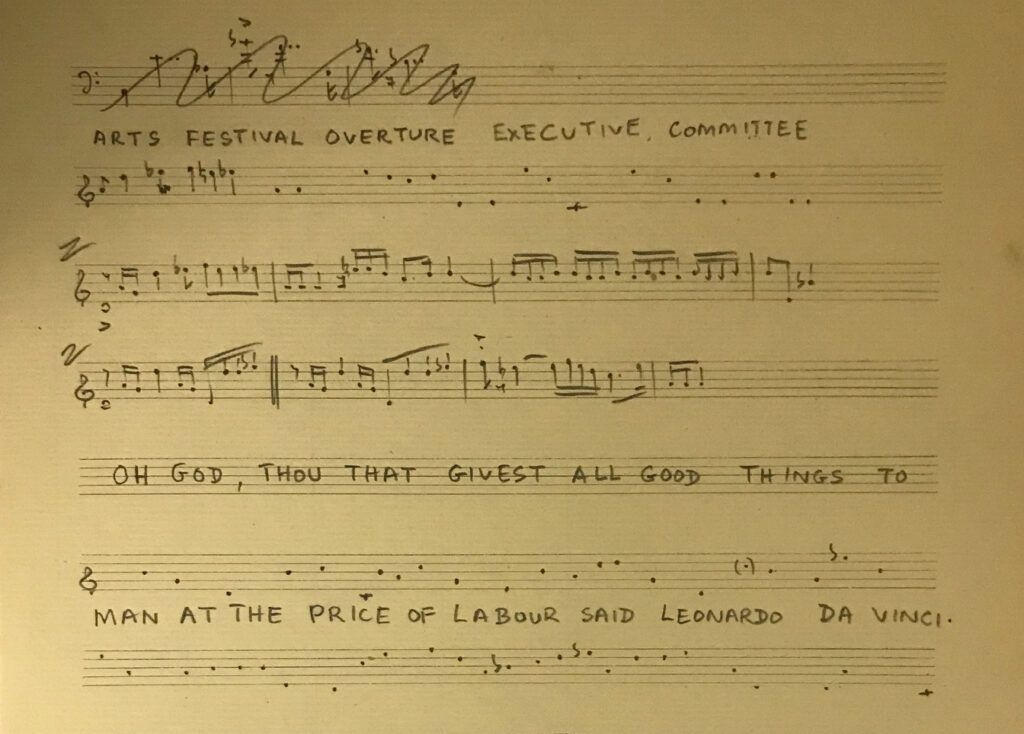 ARTS FESTIVAL OVERTURE EXECUTIVE, COMMITTEE
OH GOD, THOU THAT GIVEST ALL GOOD THINGS TO
MAN AT THE PRICE OF LABOUR SAID LEONARDO DA VINCI.